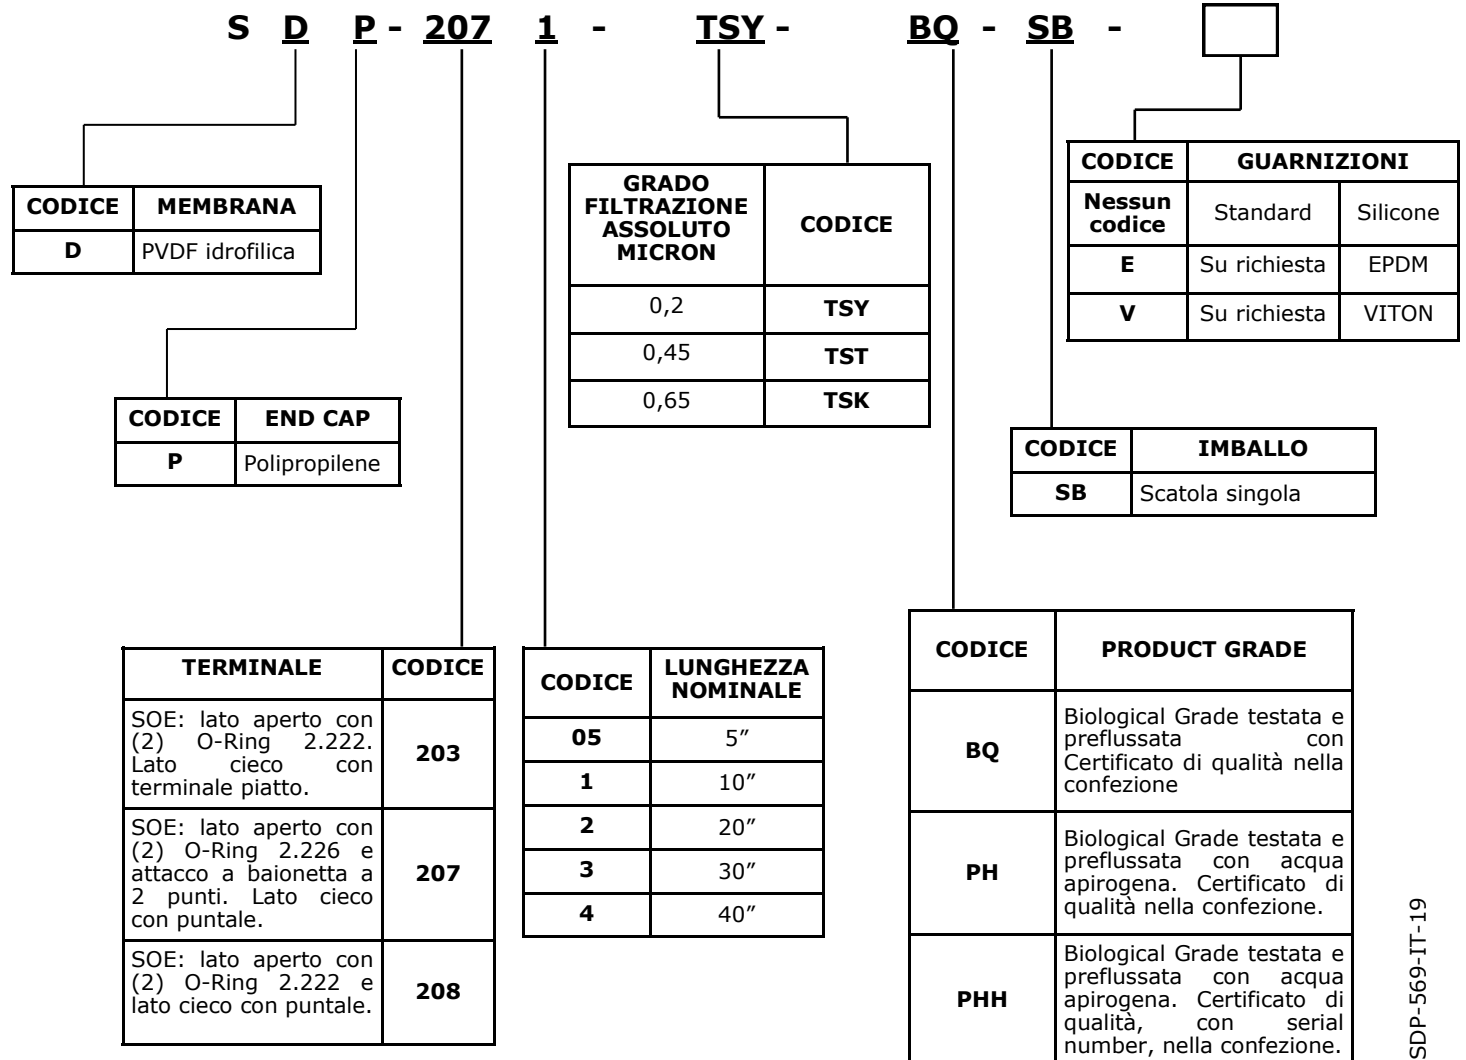 S D P - 207 1 - TSY - BQ - SB -
CODICE MEMBRANA
D PVDF idrofilica
CODICE END CAP
P Polipropilene
GRADO
FILTRAZIONE
ASSOLUTO
MICRON
CODICE
0,2 TSY
0,45 TST
0,65 TSK
CODICE GUARNIZIONI
Nessun
codice
Standard Silicone
E Su richiesta EPDM
V Su richiesta VITON
CODICE IMBALLO
SB Scatola singola
TERMINALE CODICE
SOE: lato aperto con
(2) O-Ring 2.222.
Lato cieco con
terminale piatto.
203
SOE: lato aperto con
(2) O-Ring 2.226 e
attacco a baionetta a
2 punti. Lato cieco
con puntale.
207
SOE: lato aperto con
(2) O-Ring 2.222 e
lato cieco con puntale.
208
CODICE
LUNGHEZZA
NOMINALE
05 5”
1 10”
2 20”
3 30”
4 40”
CODICE PRODUCT GRADE
BQ
Biological Grade testata e
preflussata con
Certificato di qualità nella
confezione
PH
Biological Grade testata e
preflussata con acqua
apirogena. Certificato di
qualità nella confezione.
PHH
Biological Grade testata e
preflussata con acqua
apirogena. Certificato di
qualità, con serial
number, nella confezione.
SDP-569-IT-19